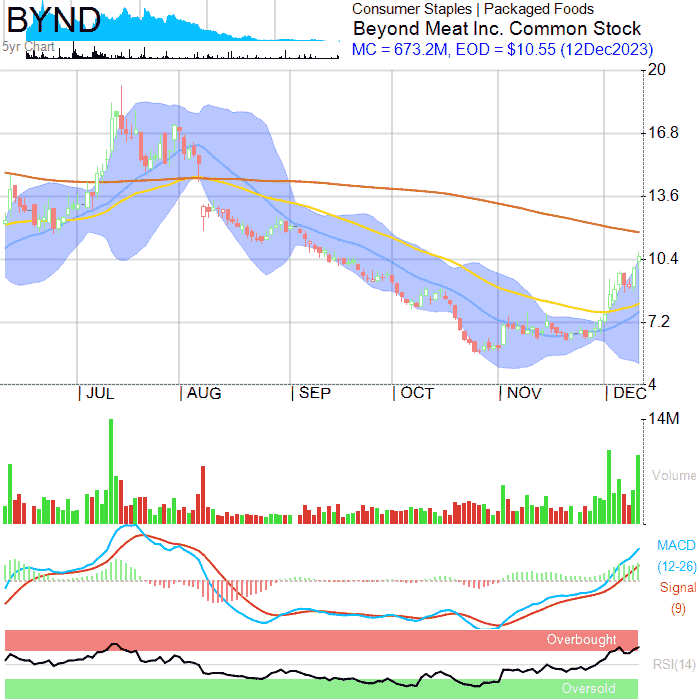 BYND
5yr Chart
Consumer Staples | Packaged Foods
Beyond Meat Inc. Common Stock
MC = 673.2M, EOD = $10.55 (12Dec2023)
20
16.8
13.6
10.4
7.2
4
| JUL | AUG | SEP | OCT | NOV | DEC
14M
Volume
MACD
(12-26)
Signal
(9)
Overbought
RSI(14)
Oversold